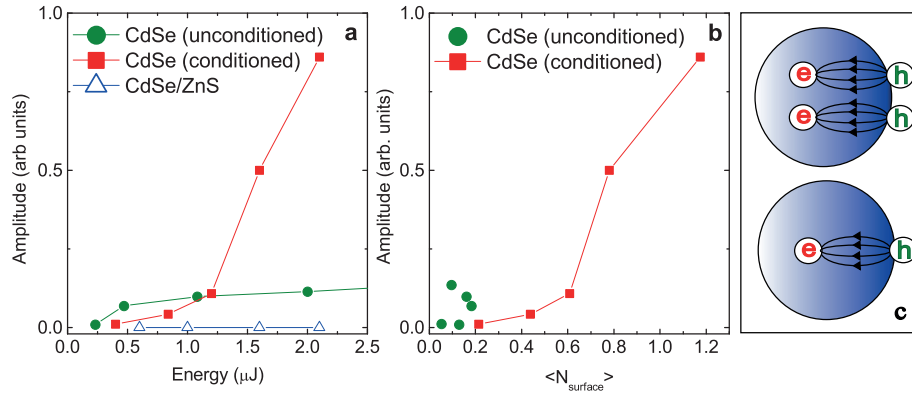 CdSe (unconditioned)
CdSe (conditioned)
CdSe/ZnS
a
1.0
0.5
0.0
Amplitude (arb units)
0.0
0.5
1.0
1.5
2.0
2.5
Energy (μJ)
CdSe (unconditioned)
CdSe (conditioned)
b
1.0
0.5
0.0
Amplitude (arb. units)
0.0
0.2
0.4
0.6
0.8
1.0
1.2
<N_surface>
e
h
e
h
e
h
c